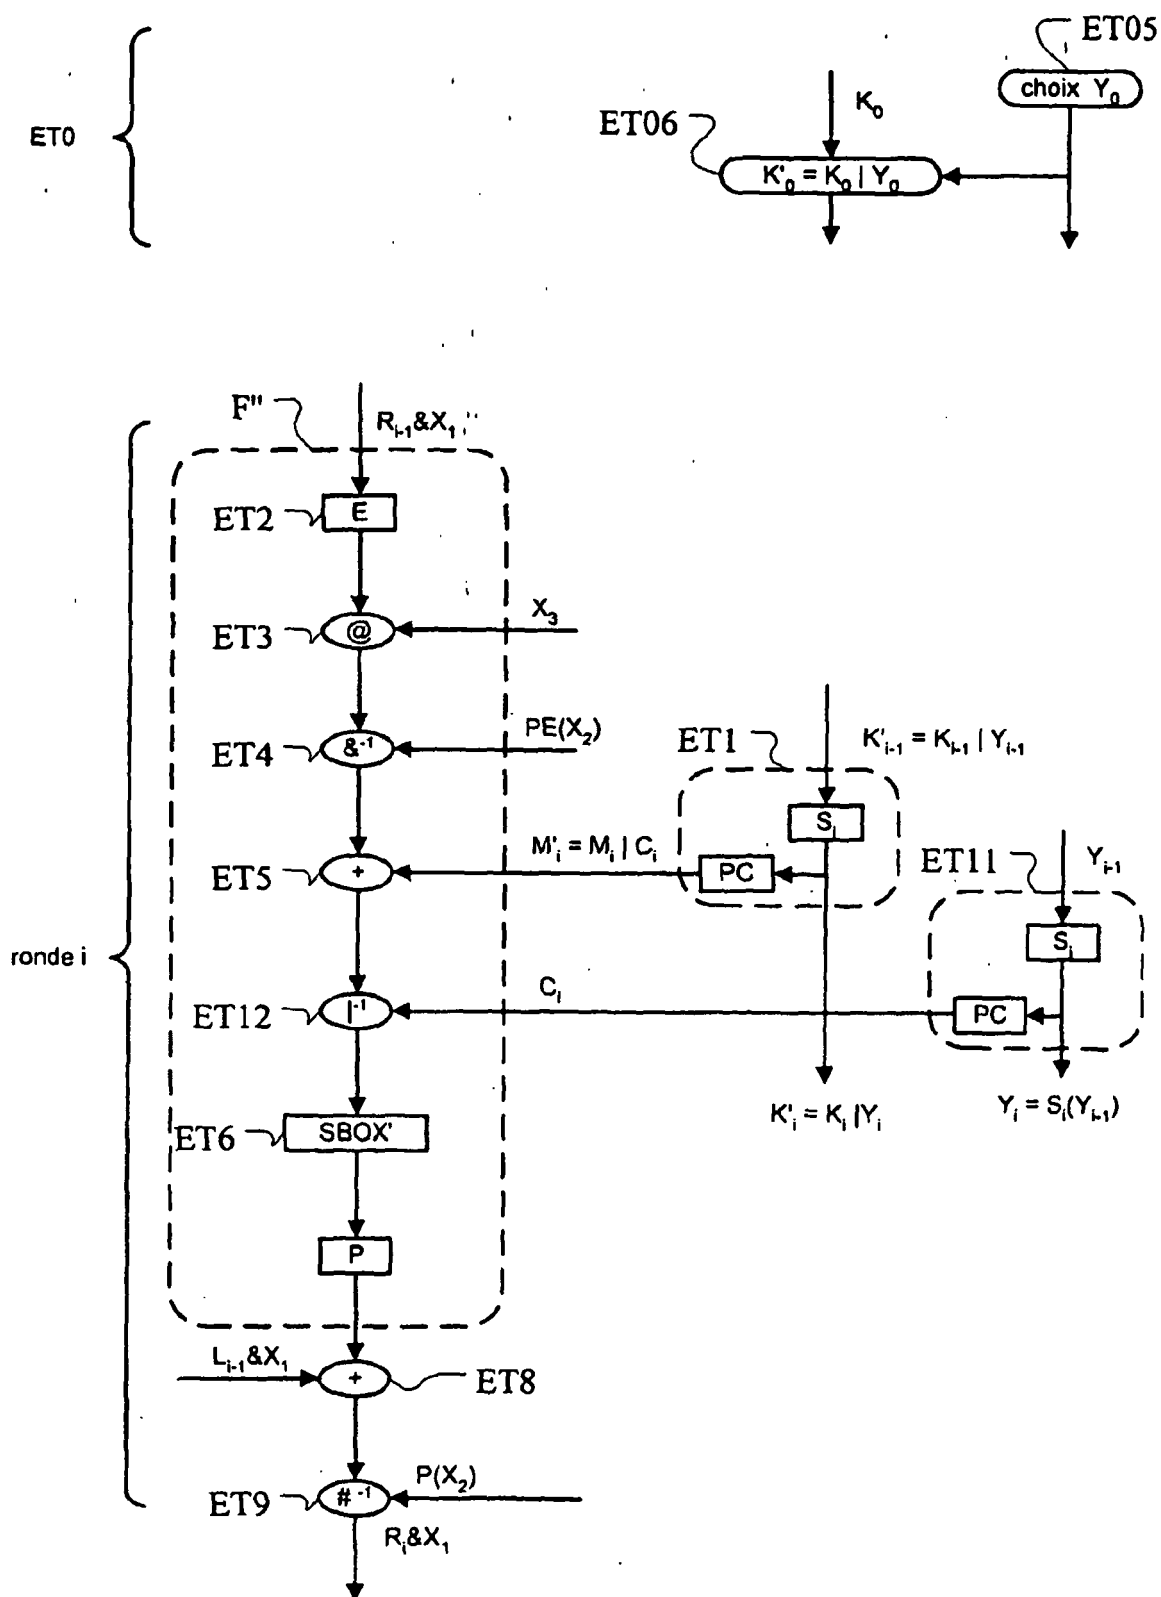 ET05
choix Y₀
K₀
ET06
ET0
K'₀ = K₀ | Y₀
F"
Rᵢ₋₁&X₁
ET2
E
ET3
@
X₃
ET4
&⁻¹
PE(X₂)
ET1
K'ᵢ₋₁ = Kᵢ₋₁ | Yᵢ₋₁
Sᵢ
M'ᵢ = Mᵢ | Cᵢ
ET5
+
PC
ET11
Yᵢ₋₁
Sᵢ
ronde i
Cᵢ
ET12
|⁻¹
PC
K'ᵢ = Kᵢ |Yᵢ
Yᵢ = Sᵢ(Yᵢ₋₁)
ET6
SBOX'
P
Lᵢ₋₁&X₁
+
ET8
P(X₂)
ET9
#⁻¹
Rᵢ&X₁